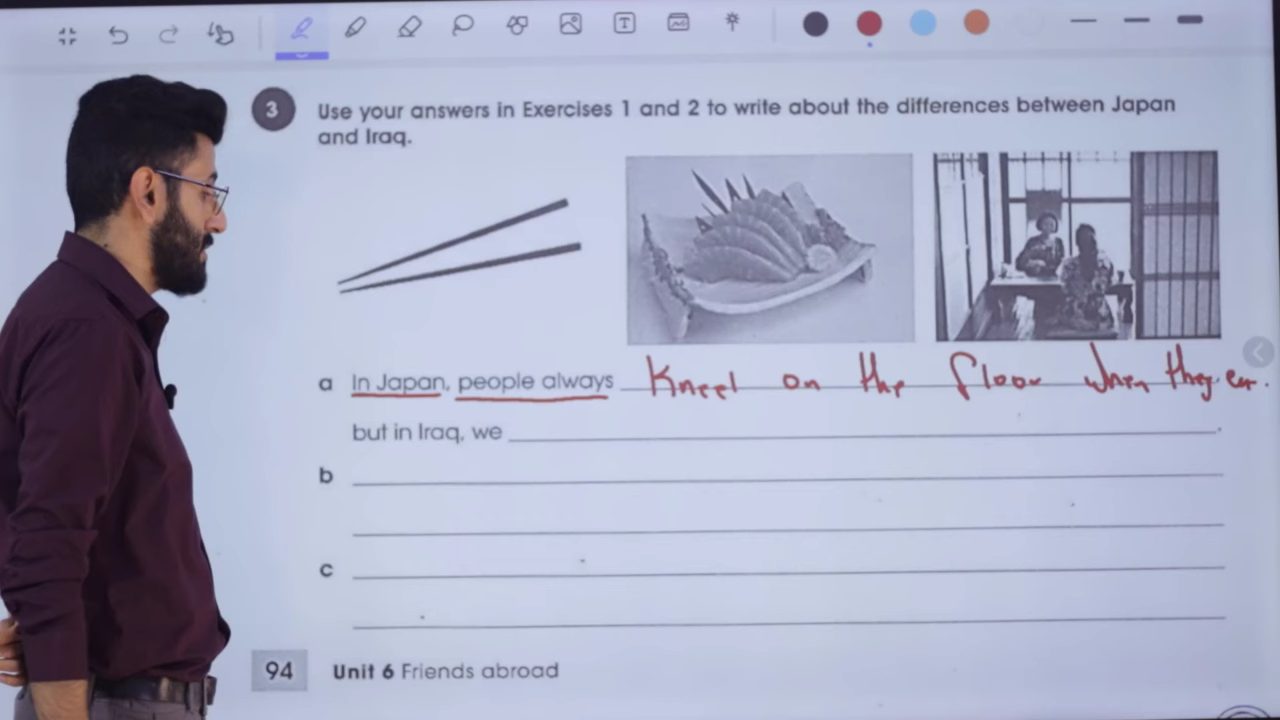 3 Use your answers in Exercises 1 and 2 to write about the differences between Japan
and Iraq.
a In Japan, people always Kneel on the floor when they
but in Iraq, we
b
c
94 Unit 6 Friends abroad